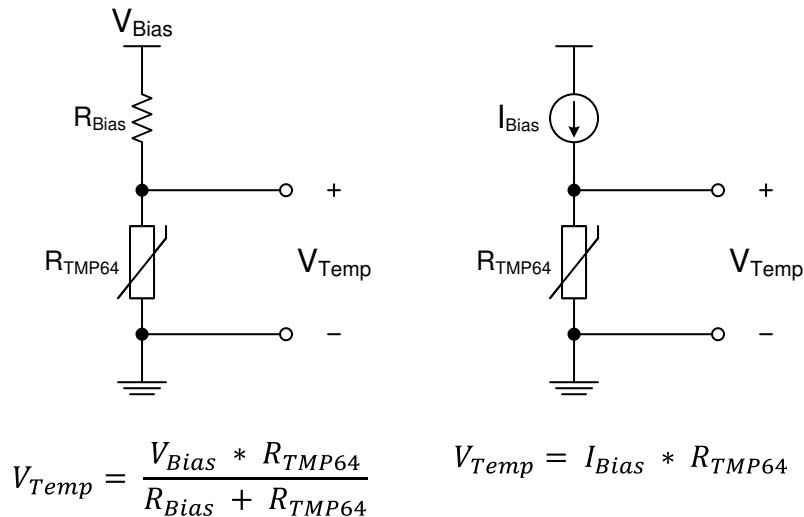 V_Bias
R_Bias
R_TMP64
+
V_Temp
−
I_Bias
R_TMP64
+
V_Temp
−
V_Temp = V_Bias * R_TMP64 / R_Bias + R_TMP64
V_Temp = I_Bias * R_TMP64